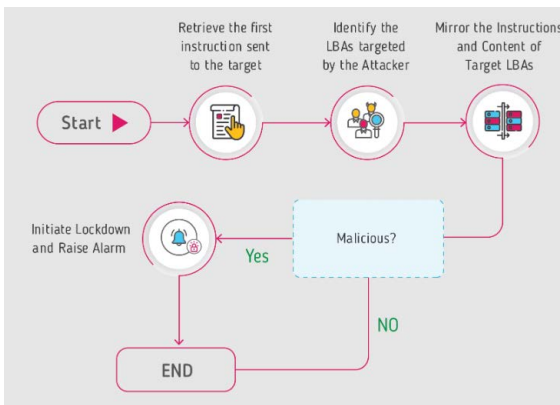 Retrieve the first
instruction sent
to the target
Identify the
LBAs targeted
by the Attacker
Mirror the Instructions
and Content of
Target LBAs
Start
Initiate Lockdown
and Raise Alarm
Yes
Malicious?
NO
END